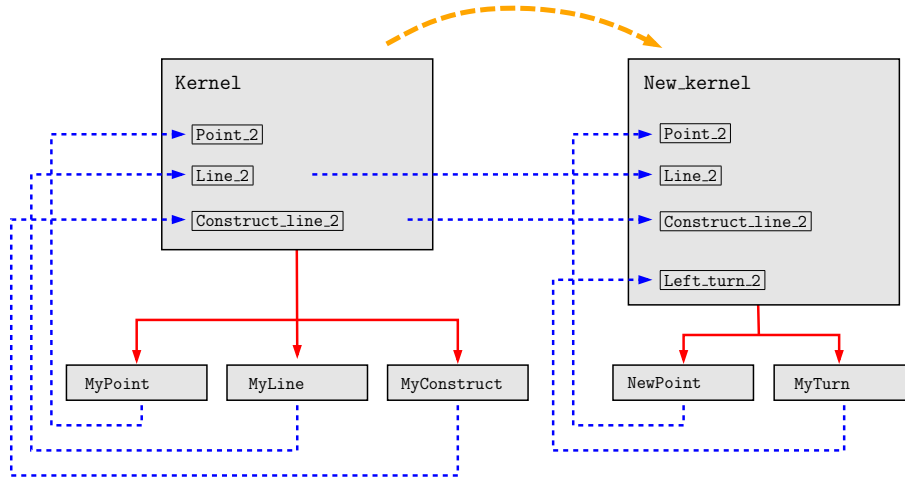 Kernel
Point_2
Line_2
Construct_line_2
MyPoint
MyLine
MyConstruct
New_kernel
Point_2
Line_2
Construct_line_2
Left_turn_2
NewPoint
MyTurn